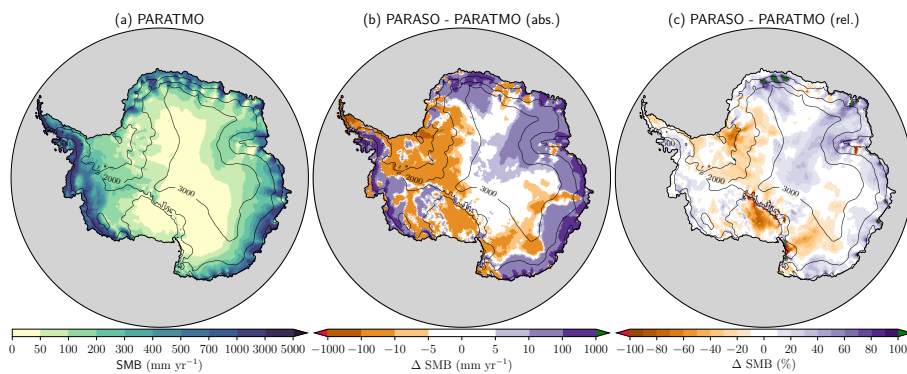 (a) PARATMO
(b) PARASO - PARATMO (abs.)
(c) PARASO - PARATMO (rel.)
2000
3000
2000
3000
2000
3000
0 50 100 200 300 400 500 700 1000 3000 5000
−1000 −100 −10 −5 0 5 10 100 1000
−100 −80 −60 −40 −20 0 20 40 60 80 100
SMB (mm yr⁻¹)
Δ SMB (mm yr⁻¹)
Δ SMB (%)